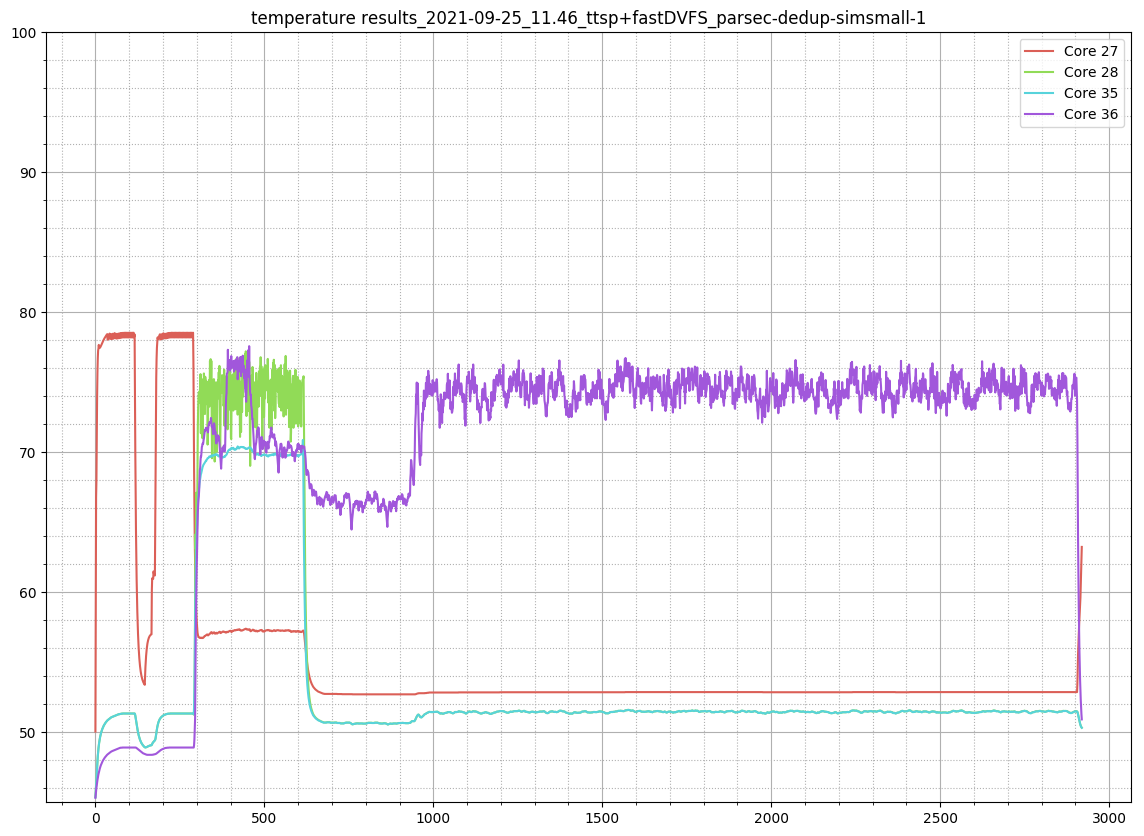 temperature results_2021-09-25_11.46_ttsp+fastDVFS_parsec-dedup-simsmall-1
100
90
80
70
60
50
0
500
1000
1500
2000
2500
3000
Core 27
Core 28
Core 35
Core 36